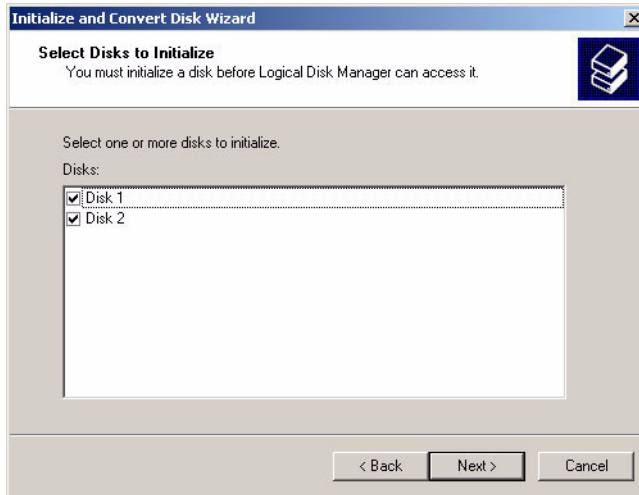 Initialize and Convert Disk Wizard
Select Disks to Initialize
You must initialize a disk before Logical Disk Manager can access it.
Select one or more disks to initialize.
Disks:
Disk 1
Disk 2
< Back Next > Cancel